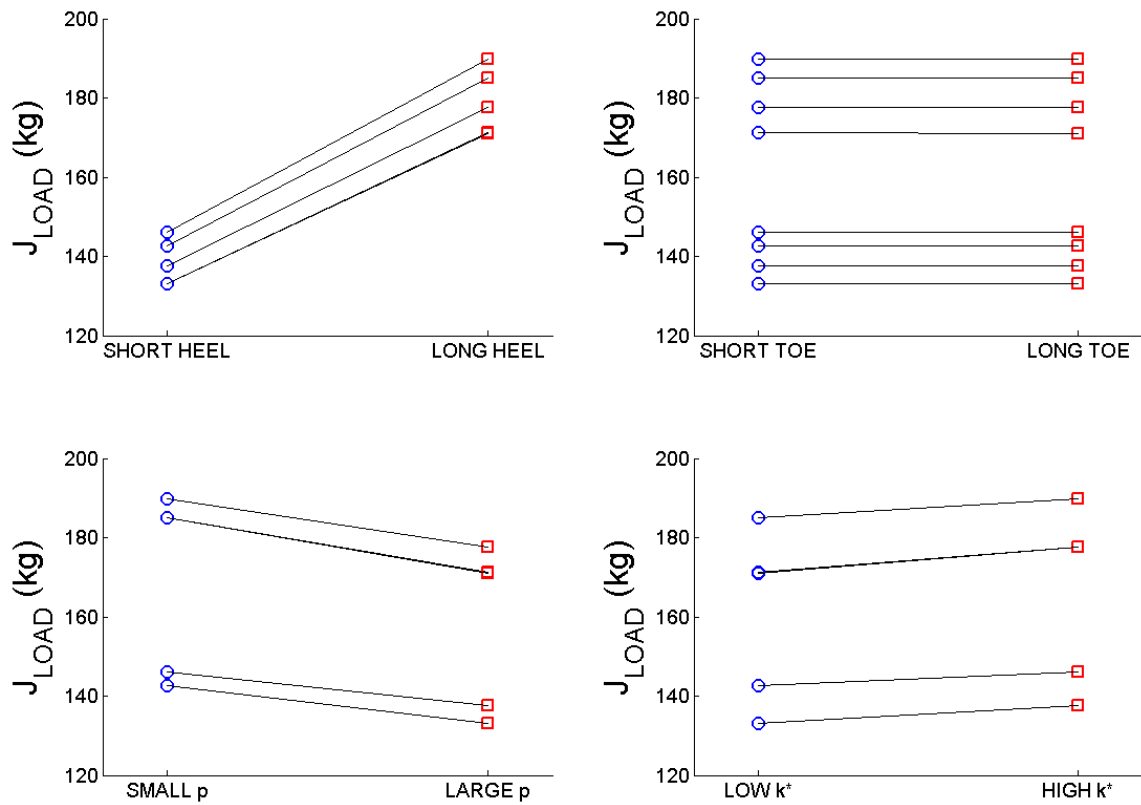 200
180
160
140
120
J_LOAD (kg)
SHORT HEEL LONG HEEL
200
180
160
140
120
J_LOAD (kg)
SHORT TOE LONG TOE
200
180
160
140
120
J_LOAD (kg)
SMALL p LARGE p
200
180
160
140
120
J_LOAD (kg)
LOW k* HIGH k*